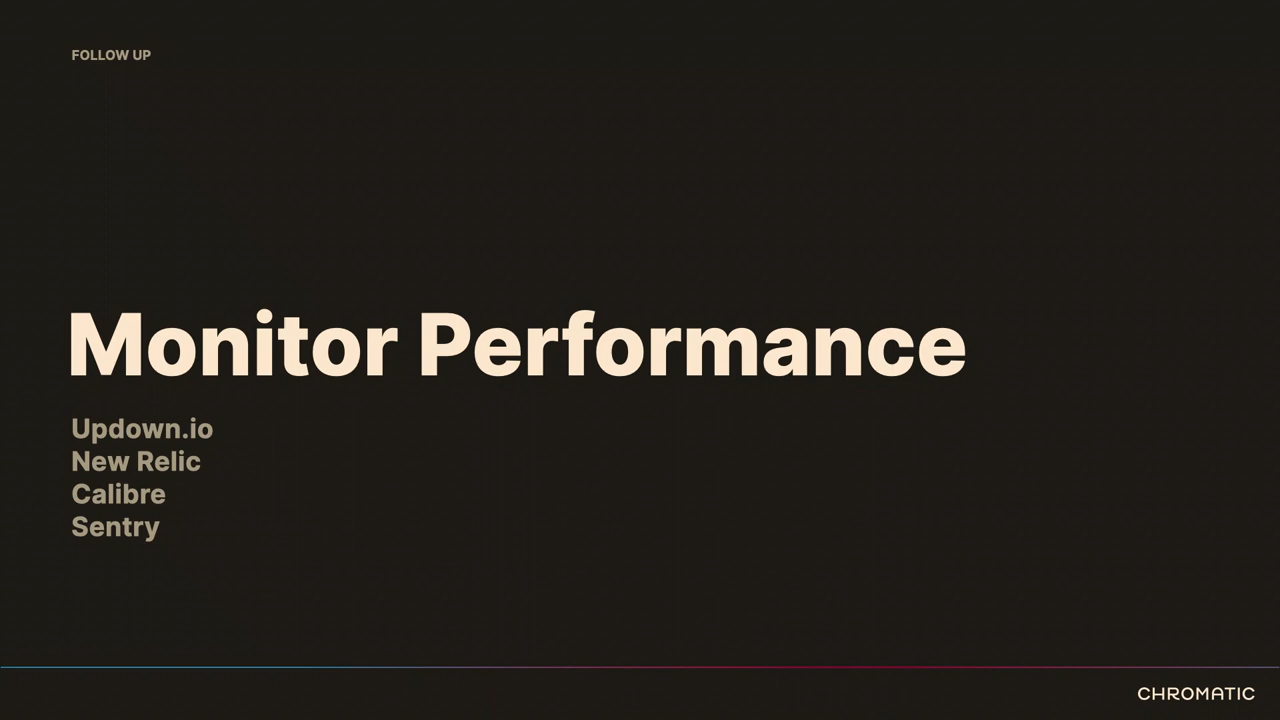 FOLLOW UP
Monitor Performance
Updown.io
New Relic
Calibre
Sentry
CHROMATIC